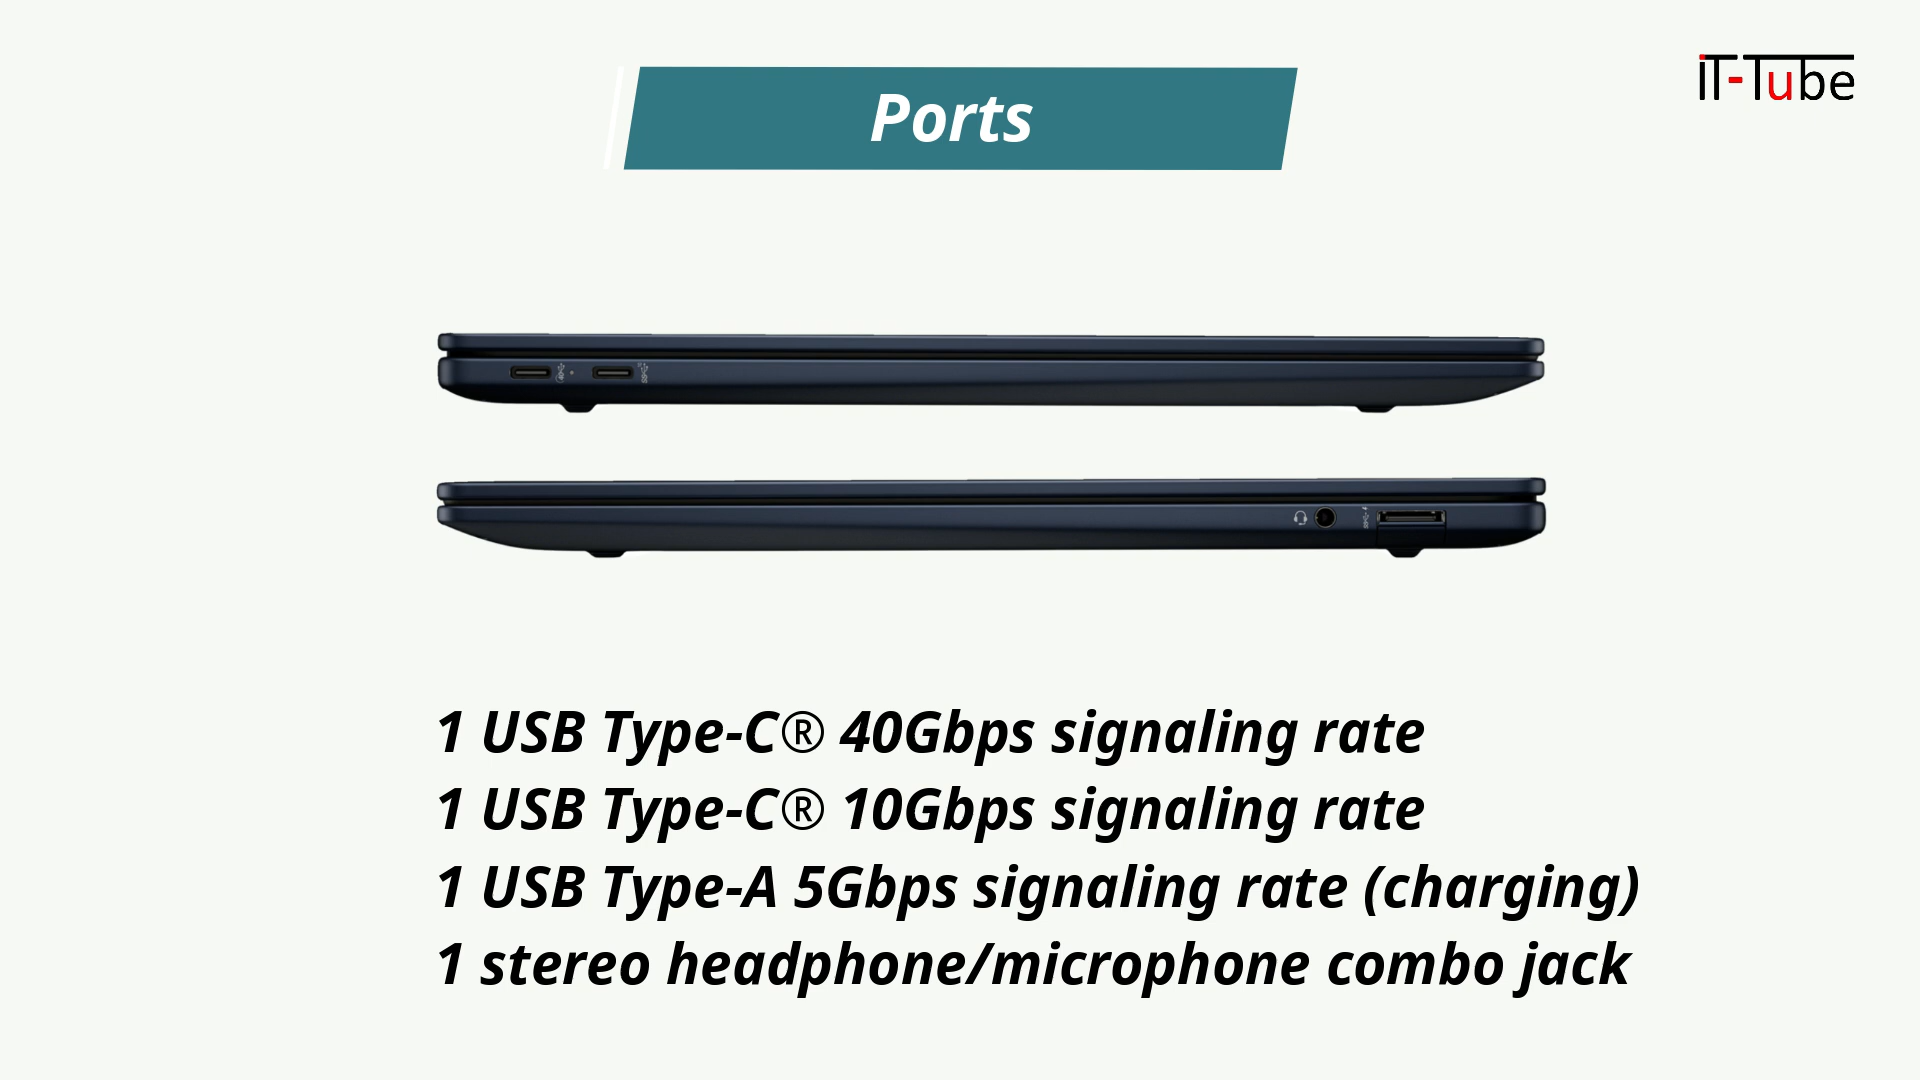 Ports
iT-Tube
1 USB Type-C® 40Gbps signaling rate
1 USB Type-C® 10Gbps signaling rate
1 USB Type-A 5Gbps signaling rate (charging)
1 stereo headphone/microphone combo jack